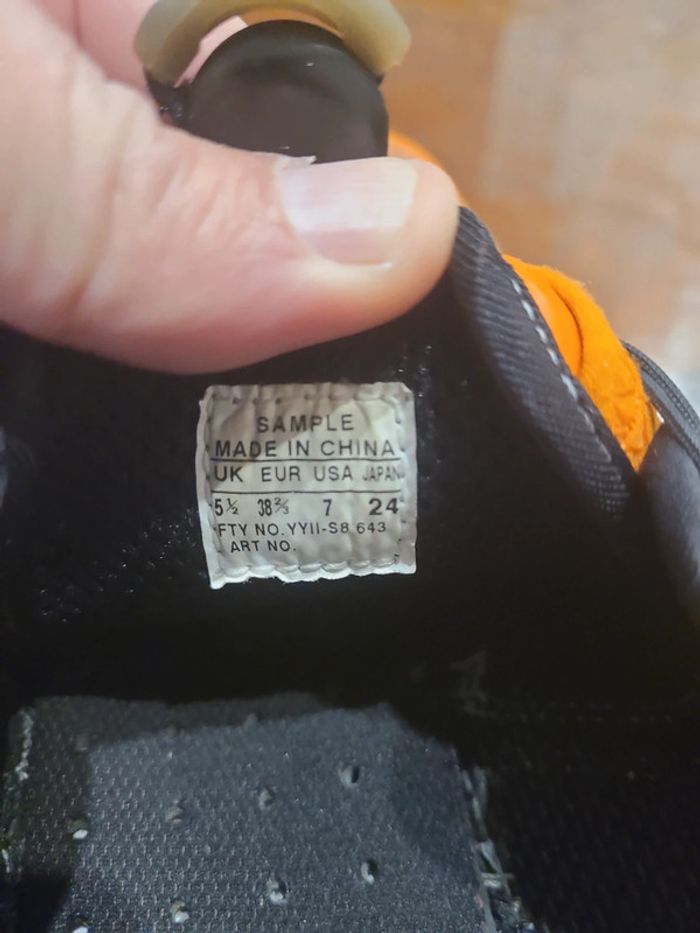 SAMPLE
MADE IN CHINA
UK EUR USA JAPAN
5½ 38⅔ 7 24
FTY NO. YYII-S8 643
ART NO.